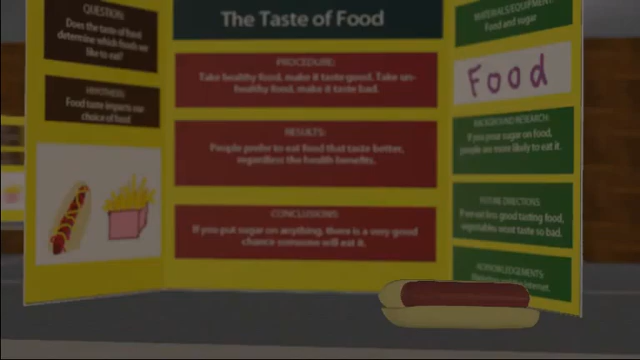 QUESTION:
Does the taste of food
determine which foods we
like to eat?
HYPOTHESIS:
Food taste impacts our
choice of food
The Taste of Food
PROCEDURE:
Take healthy food, make it taste good. Take un-
healthy food, make it taste bad.
RESULTS:
People prefer to eat food that taste better,
regardless the health benefits.
CONCLUSIONS:
If you put sugar on anything, there is a very good
chance someone will eat it.
MATERIALS/EQUIPMENT:
Food and sugar
Food
BACKGROUND RESEARCH:
If you pour sugar on food,
people are more likely to eat it.
FUTURE DIRECTIONS
If we eat less good tasting food,
vegetables wont taste so bad.
ACKNOWLEDGEMENTS:
the Internet.